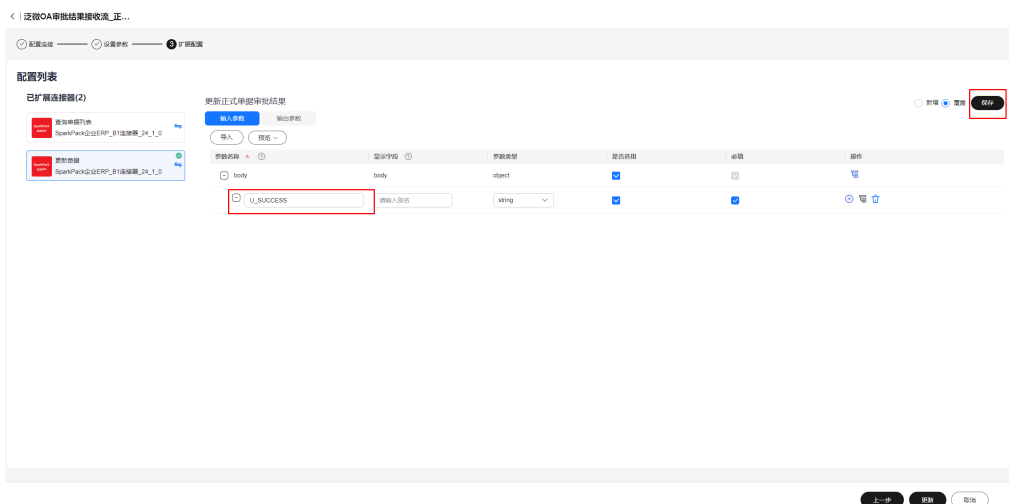 泛微OA审批结果接收流_正...
配置连接 设置参数 3 扩展配置
配置列表
已扩展连接器(2)
查询单据列表
SparkPack企业ERP_B1连接器_24_1_0
更新单据
SparkPack企业ERP_B1连接器_24_1_0
更新正式单据审批结果
新增 覆盖 保存
输入参数 输出参数
导入 预览
参数名称 * 显示字段 参数类型 是否选用 必填 操作
body body object
U_SUCCESS 请输入别名 string
上一步 更新 取消